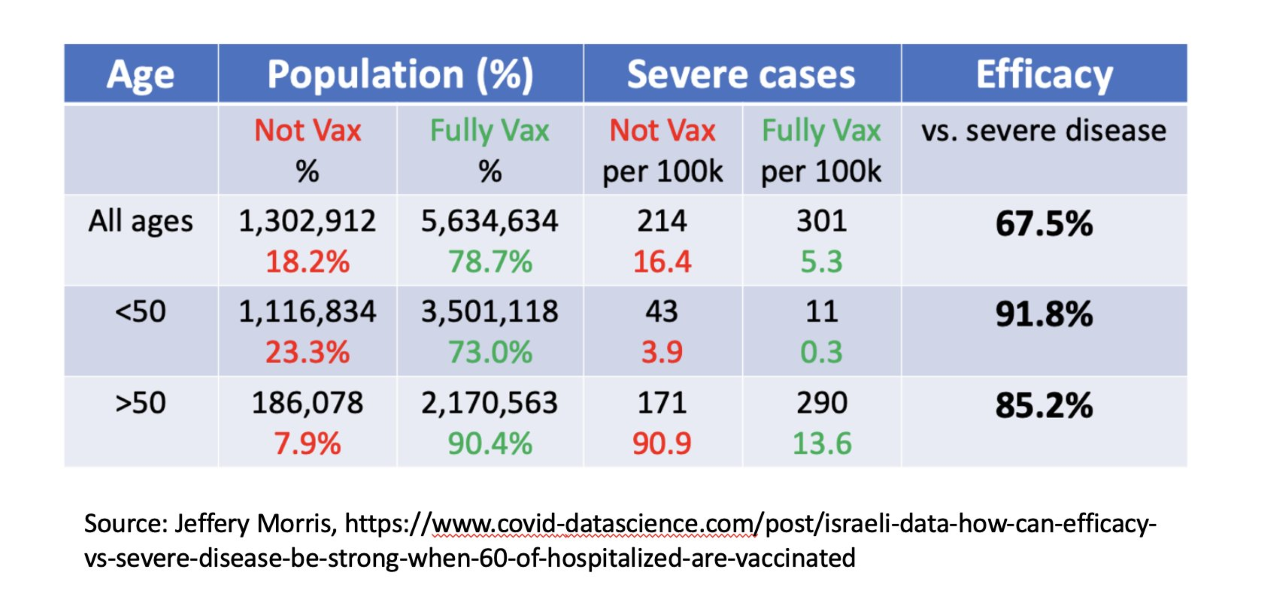 Age Population (%) Severe cases Efficacy
Not Vax Fully Vax Not Vax Fully Vax vs. severe disease
% % per 100k per 100k
All ages 1,302,912 5,634,634 214 301 67.5%
18.2% 78.7% 16.4 5.3
<50 1,116,834 3,501,118 43 11 91.8%
23.3% 73.0% 3.9 0.3
>50 186,078 2,170,563 171 290 85.2%
7.9% 90.4% 90.9 13.6
Source: Jeffery Morris, https://www.covid-datascience.com/post/israeli-data-how-can-efficacy-
vs-severe-disease-be-strong-when-60-of-hospitalized-are-vaccinated